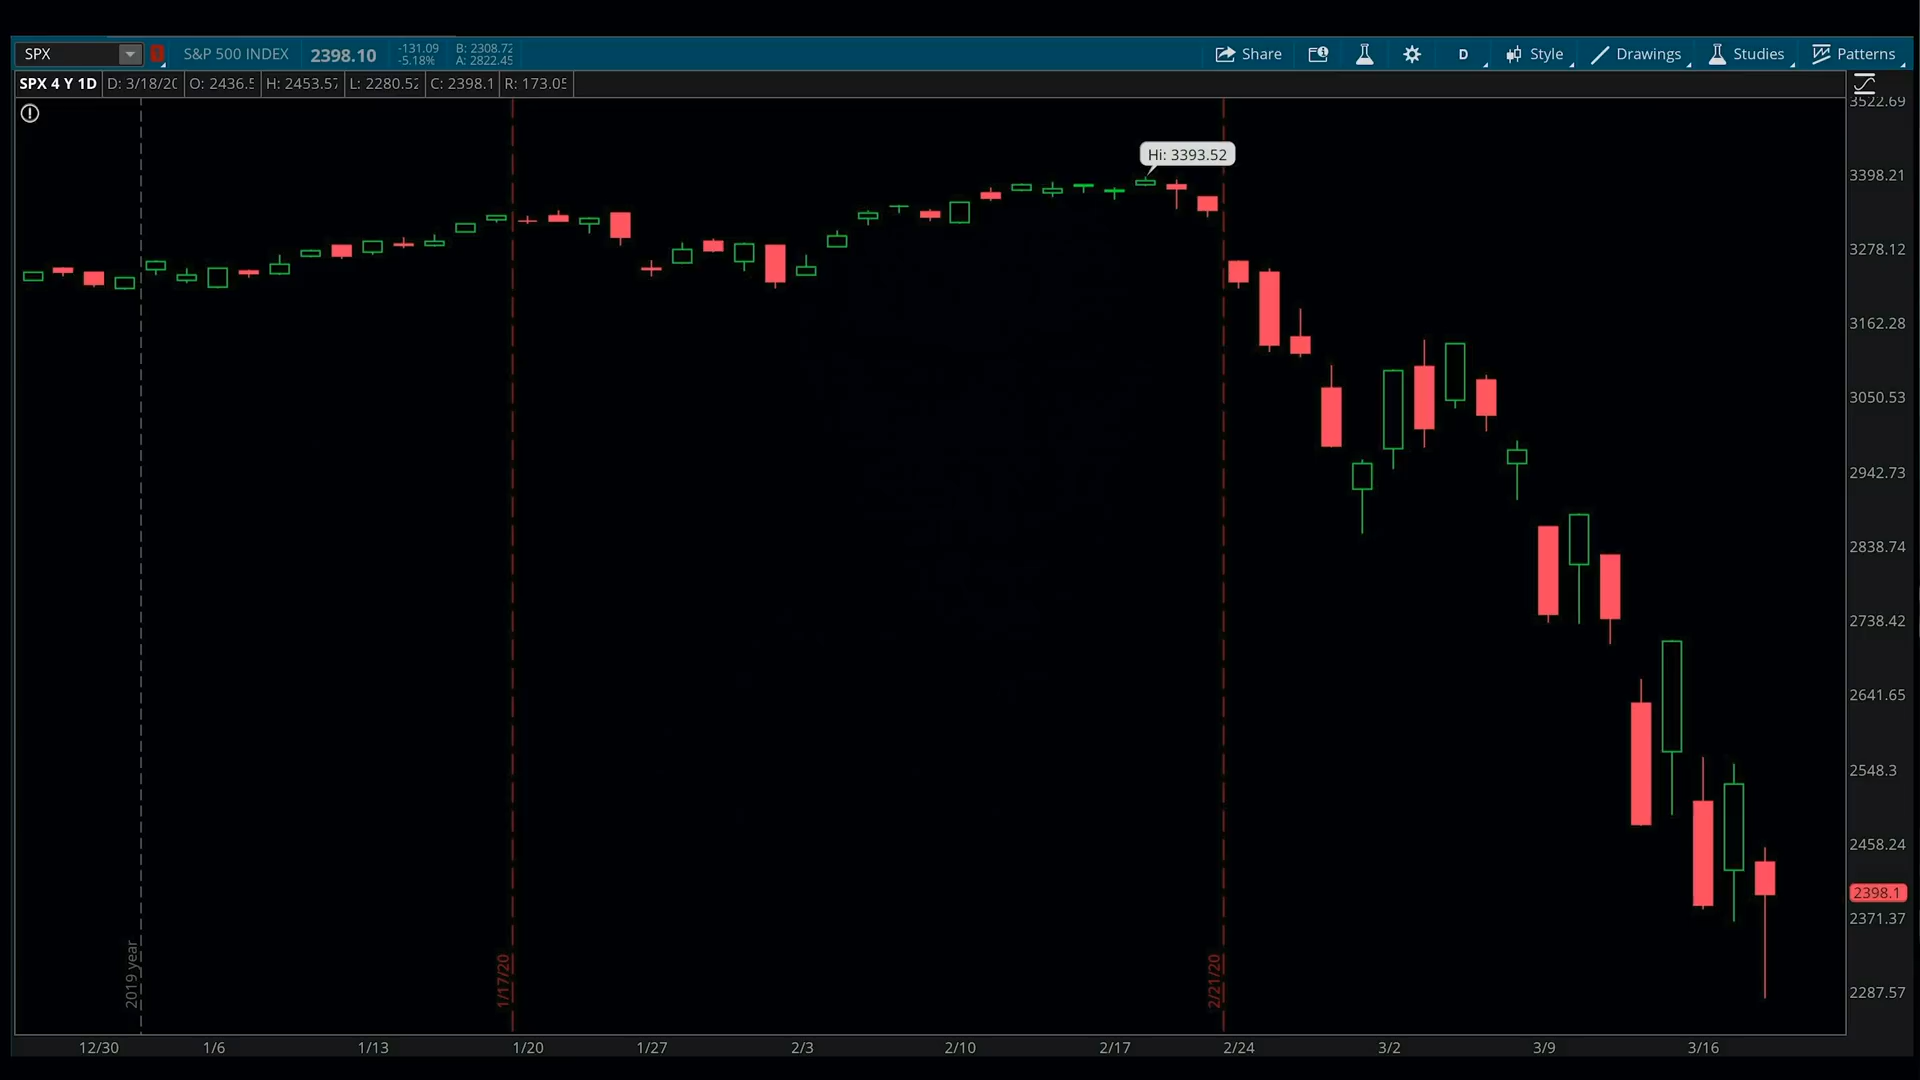 SPX S&P 500 INDEX 2398.10 -131.09 B: 2308.72 Share D Style Drawings Studies Patterns
-5.18% A: 2822.45
SPX 4 Y 1D D: 3/18/20 O: 2436.5 H: 2453.57 L: 2280.52 C: 2398.1 R: 173.05
3522.69
Hi: 3393.52
3398.21
3278.12
3162.28
3050.53
2942.73
2838.74
2738.42
2641.65
2548.3
2458.24
2398.1
2371.37
2287.57
2019 year
1/17/20
2/21/20
12/30 1/6 1/13 1/20 1/27 2/3 2/10 2/17 2/24 3/2 3/9 3/16